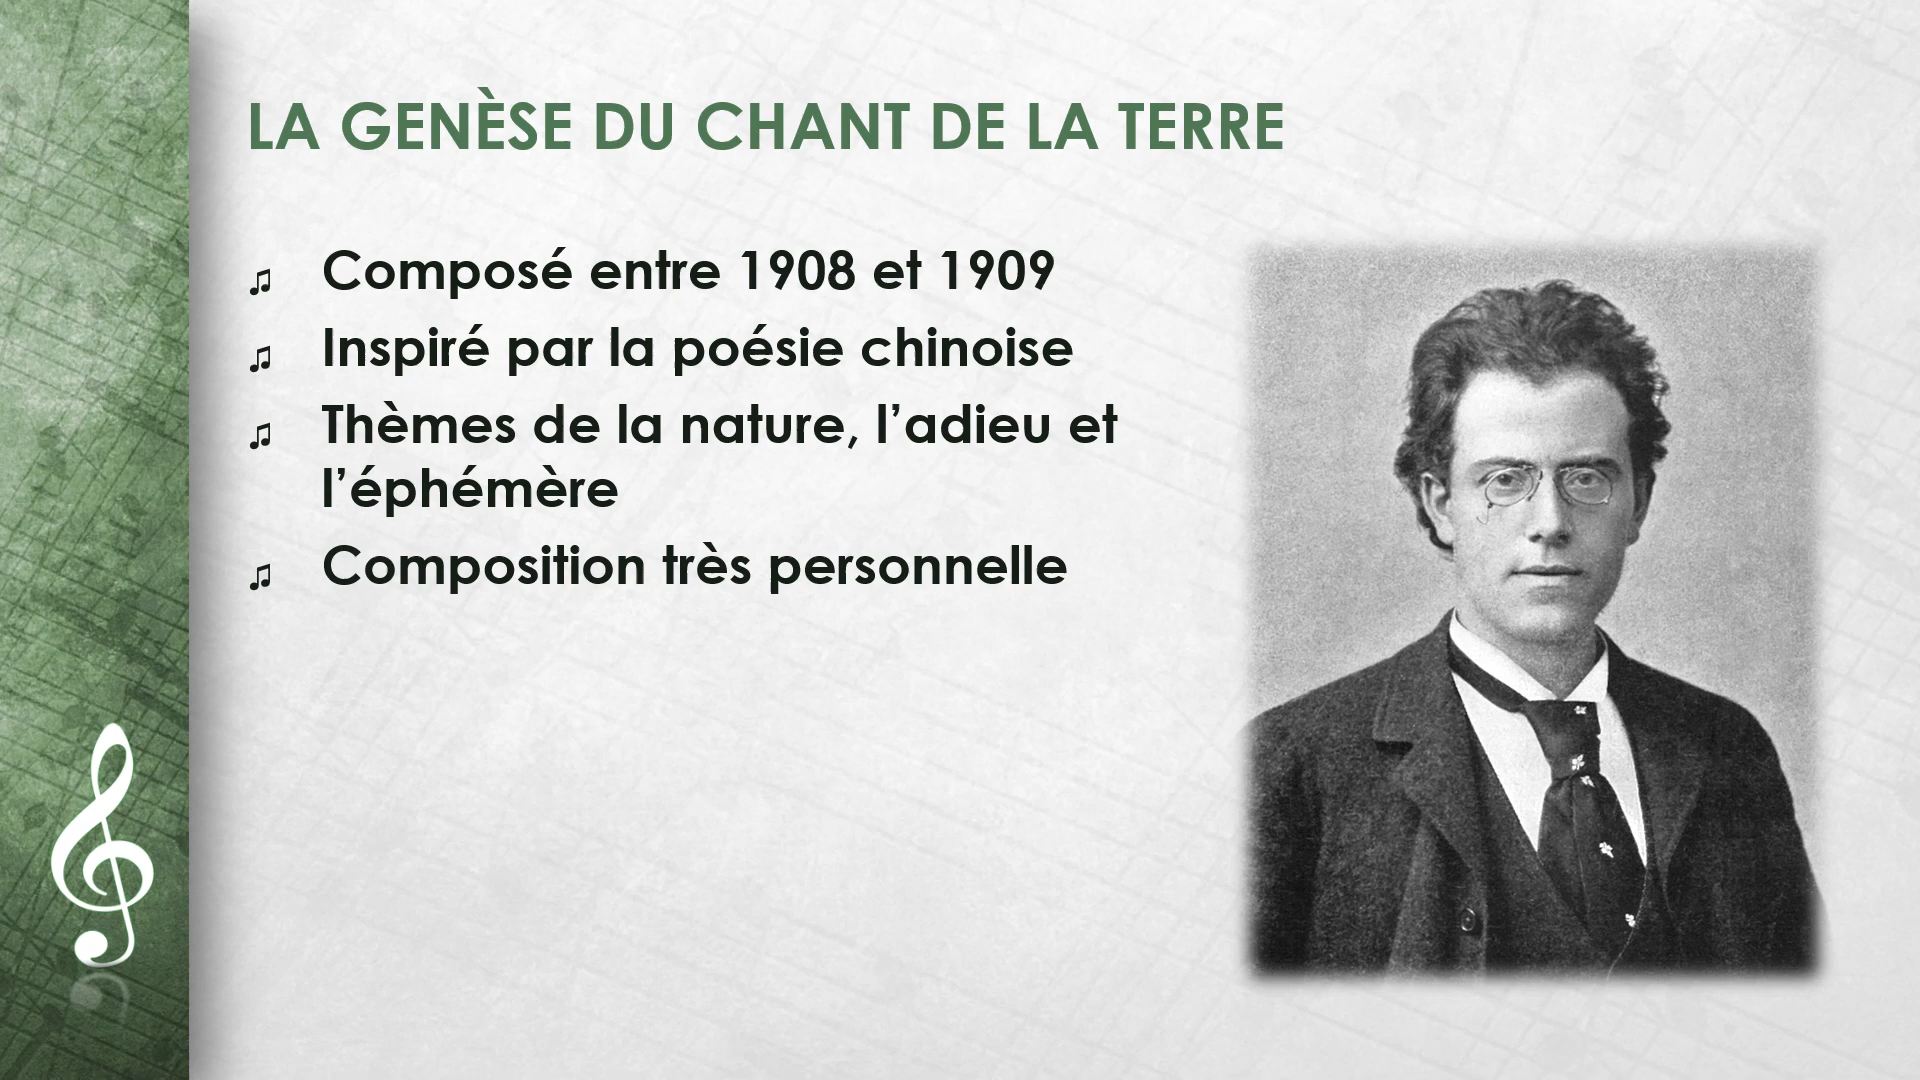 LA GENÈSE DU CHANT DE LA TERRE
♫ Composé entre 1908 et 1909
♫ Inspiré par la poésie chinoise
♫ Thèmes de la nature, l’adieu et
l’éphémère
♫ Composition très personnelle